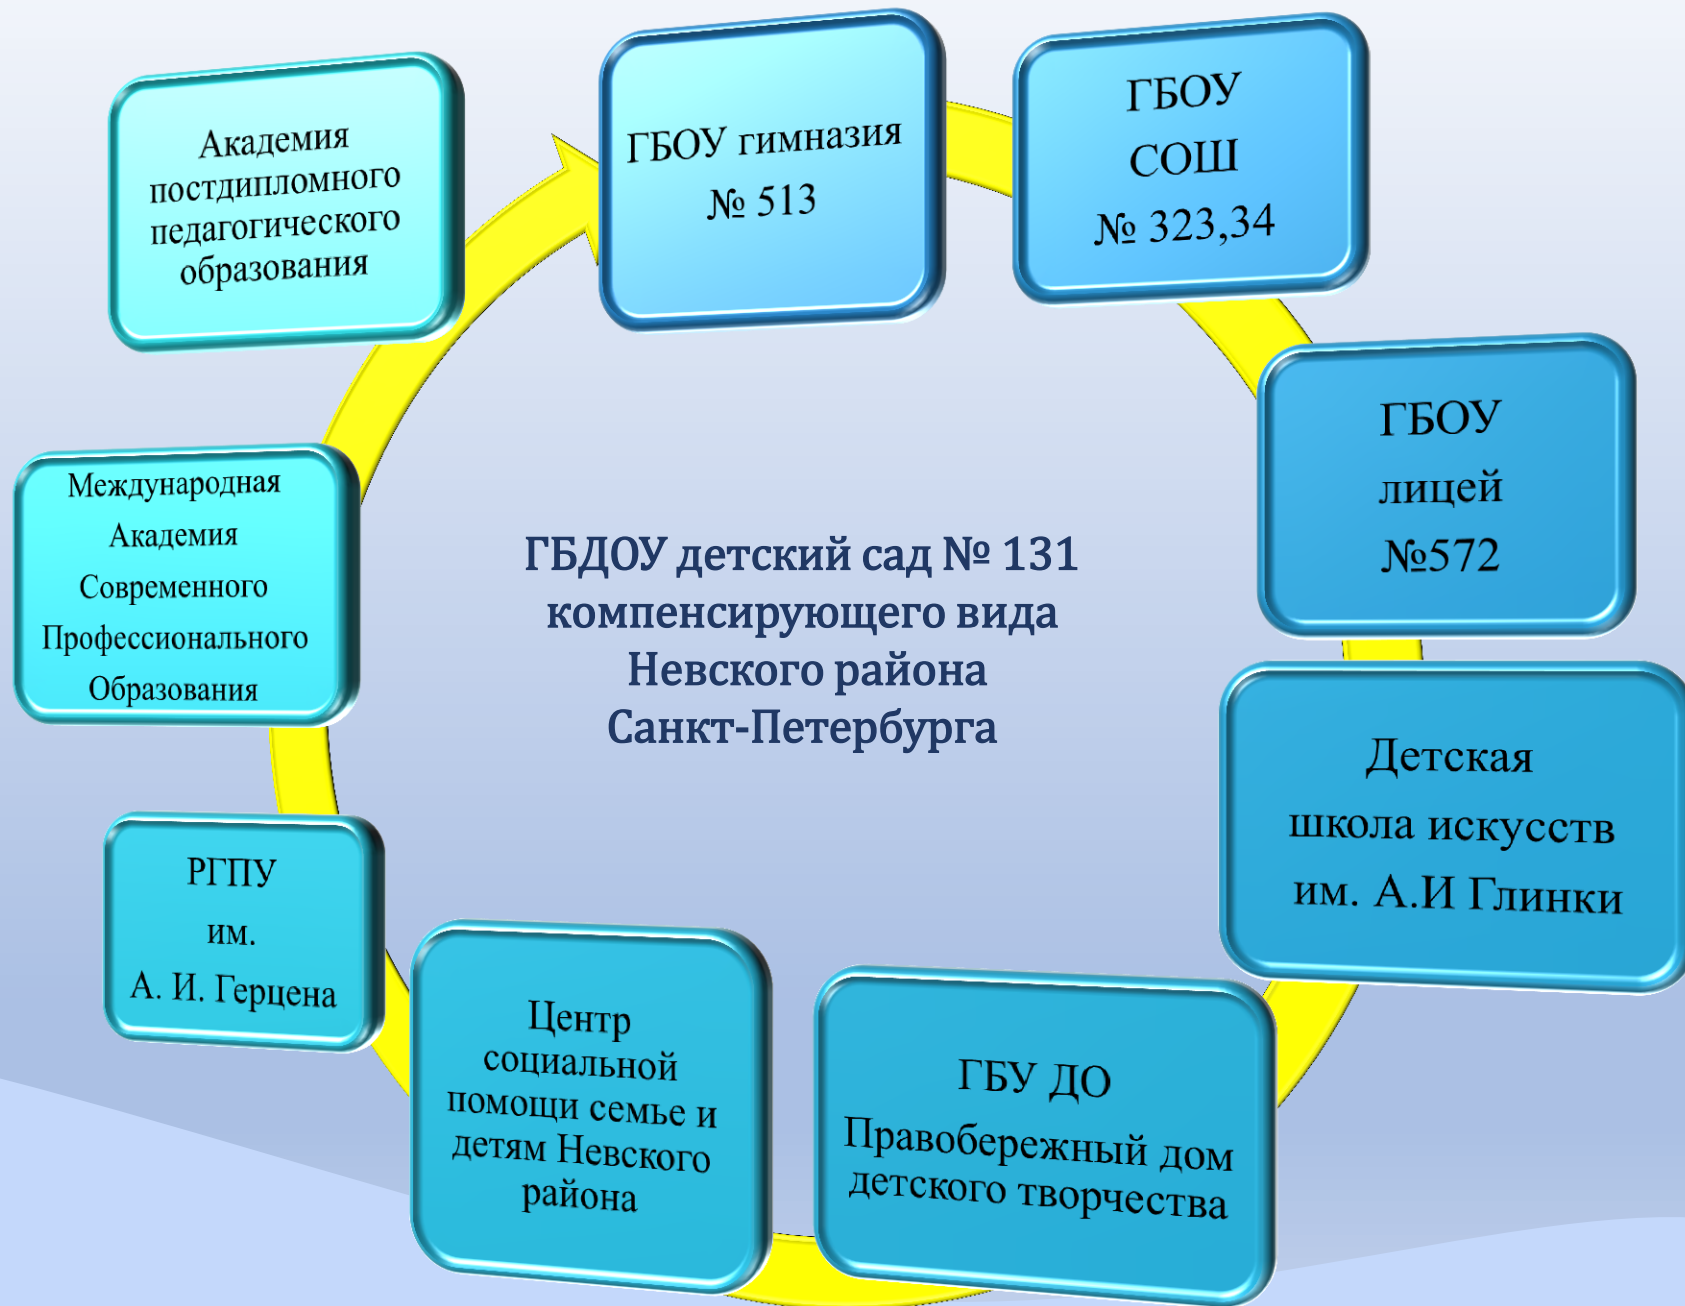 Академия
постдипломного
педагогического
образования
ГБОУ гимназия
№ 513
ГБОУ
СОШ
№ 323,34
ГБОУ
лицей
№572
Детская
школа искусств
им. А.И Глинки
ГБУ ДО
Правобережный дом
детского творчества
Центр
социальной
помощи семье и
детям Невского
района
РГПУ
им.
А. И. Герцена
Международная
Академия
Современного
Профессионального
Образования
ГБДОУ детский сад № 131
компенсирующего вида
Невского района
Санкт-Петербурга